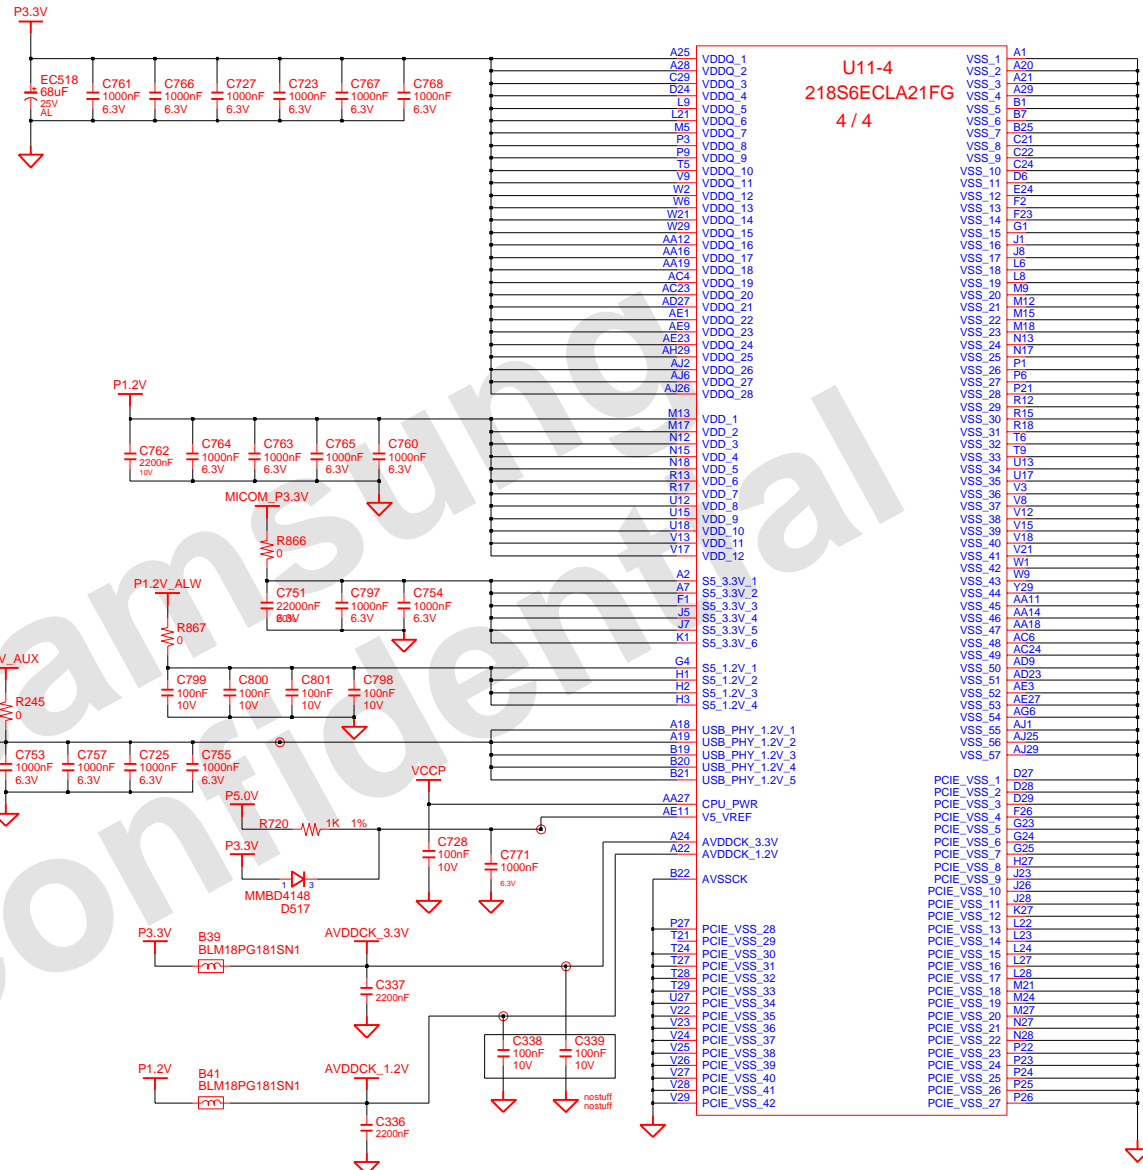 P3.3V
EC518
68uF
25V
AL
C761
1000nF
6.3V
C766
1000nF
6.3V
C727
1000nF
6.3V
C723
1000nF
6.3V
C767
1000nF
6.3V
C768
1000nF
6.3V
U11-4
218S6ECLA21FG
4 / 4
A25 VDDQ_1
A28 VDDQ_2
C29 VDDQ_3
D24 VDDQ_4
L9 VDDQ_5
L21 VDDQ_6
M5 VDDQ_7
P3 VDDQ_8
P9 VDDQ_9
T5 VDDQ_10
V9 VDDQ_11
W2 VDDQ_12
W6 VDDQ_13
W21 VDDQ_14
W29 VDDQ_15
AA12 VDDQ_16
AA16 VDDQ_17
AA19 VDDQ_18
AC4 VDDQ_19
AC23 VDDQ_20
AD27 VDDQ_21
AE1 VDDQ_22
AE9 VDDQ_23
AE23 VDDQ_24
AH29 VDDQ_25
AJ2 VDDQ_26
AJ6 VDDQ_27
AJ26 VDDQ_28
P1.2V
C762
2200nF
10V
C764
1000nF
6.3V
C763
1000nF
6.3V
C765
1000nF
6.3V
C760
1000nF
6.3V
M13 VDD_1
M17 VDD_2
N12 VDD_3
N15 VDD_4
N18 VDD_5
R13 VDD_6
R17 VDD_7
U12 VDD_8
U15 VDD_9
U18 VDD_10
V13 VDD_11
V17 VDD_12
MICOM_P3.3V
R866
0
C751
22000nF
C797
1000nF
6.3V
C754
1000nF
6.3V
A2 S5_3.3V_1
A7 S5_3.3V_2
F1 S5_3.3V_3
J5 S5_3.3V_4
J7 S5_3.3V_5
K1 S5_3.3V_6
P1.2V_ALW
R867
0
C799
100nF
10V
C800
100nF
10V
C801
100nF
10V
C798
100nF
10V
G4 S5_1.2V_1
H1 S5_1.2V_2
H2 S5_1.2V_3
H3 S5_1.2V_4
V_AUX
R245
0
C753
1000nF
6.3V
C757
1000nF
6.3V
C725
1000nF
6.3V
C755
1000nF
6.3V
A18 USB_PHY_1.2V_1
A19 USB_PHY_1.2V_2
B19 USB_PHY_1.2V_3
B20 USB_PHY_1.2V_4
B21 USB_PHY_1.2V_5
VCCP
AA27 CPU_PWR
AE11 V5_VREF
P5.0V
R720 1K 1%
P3.3V
1 3
MMBD4148
D517
C728
100nF
10V
C771
1000nF
6.3V
A24 AVDDCK_3.3V
A22 AVDDCK_1.2V
B22 AVSSCK
P3.3V
B39
BLM18PG181SN1
AVDDCK_3.3V
C337
2200nF
C338
100nF
10V
C339
100nF
10V
nostuff
nostuff
P1.2V
B41
BLM18PG181SN1
AVDDCK_1.2V
C336
2200nF
P27 PCIE_VSS_28
T21 PCIE_VSS_29
T24 PCIE_VSS_30
T27 PCIE_VSS_31
T28 PCIE_VSS_32
T29 PCIE_VSS_33
U27 PCIE_VSS_34
V22 PCIE_VSS_35
V23 PCIE_VSS_36
V24 PCIE_VSS_37
V25 PCIE_VSS_38
V26 PCIE_VSS_39
V27 PCIE_VSS_40
V28 PCIE_VSS_41
V29 PCIE_VSS_42
VSS_1 A1
VSS_2 A20
VSS_3 A21
VSS_4 A29
VSS_5 B1
VSS_6 B7
VSS_7 B25
VSS_8 C21
VSS_9 C22
VSS_10 C24
VSS_11 D6
VSS_12 E24
VSS_13 F2
VSS_14 F23
VSS_15 G1
VSS_16 J1
VSS_17 J8
VSS_18 L6
VSS_19 L8
VSS_20 M9
VSS_21 M12
VSS_22 M15
VSS_23 M18
VSS_24 N13
VSS_25 N17
VSS_26 P1
VSS_27 P6
VSS_28 P21
VSS_29 R12
VSS_30 R15
VSS_31 R18
VSS_32 T6
VSS_33 T9
VSS_34 U13
VSS_35 U17
VSS_36 V3
VSS_37 V8
VSS_38 V12
VSS_39 V15
VSS_40 V18
VSS_41 V21
VSS_42 W1
VSS_43 W9
VSS_44 Y29
VSS_45 AA11
VSS_46 AA14
VSS_47 AA18
VSS_48 AC6
VSS_49 AC24
VSS_50 AD9
VSS_51 AD23
VSS_52 AE3
VSS_53 AE27
VSS_54 AG6
VSS_55 AJ1
VSS_56 AJ25
VSS_57 AJ29
PCIE_VSS_1 D27
PCIE_VSS_2 D28
PCIE_VSS_3 D29
PCIE_VSS_4 F26
PCIE_VSS_5 G23
PCIE_VSS_6 G24
PCIE_VSS_7 G25
PCIE_VSS_8 H27
PCIE_VSS_9 J23
PCIE_VSS_10 J26
PCIE_VSS_11 J28
PCIE_VSS_12 K27
PCIE_VSS_13 L22
PCIE_VSS_14 L23
PCIE_VSS_15 L24
PCIE_VSS_16 L27
PCIE_VSS_17 L28
PCIE_VSS_18 M21
PCIE_VSS_19 M24
PCIE_VSS_20 M27
PCIE_VSS_21 N27
PCIE_VSS_22 N28
PCIE_VSS_23 P22
PCIE_VSS_24 P23
PCIE_VSS_25 P24
PCIE_VSS_26 P25
PCIE_VSS_27 P26
amsung
onfidential